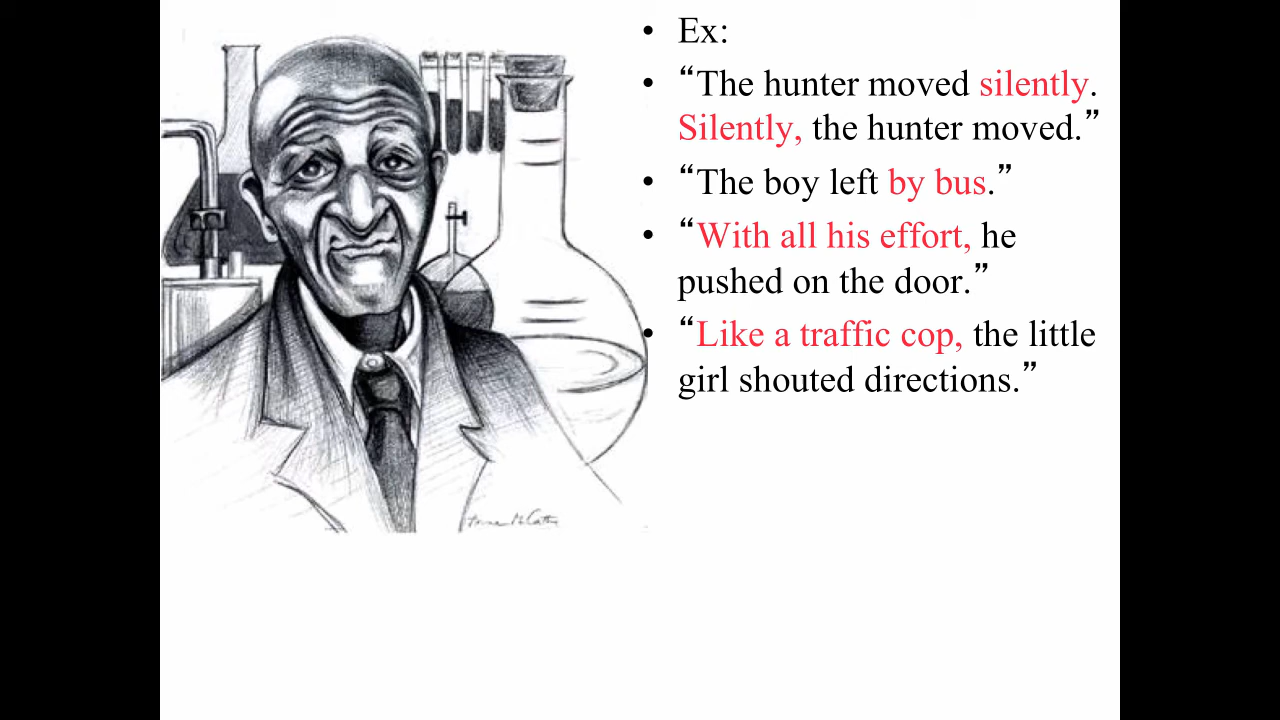 • Ex:
• “The hunter moved silently.
Silently, the hunter moved.”
• “The boy left by bus.”
• “With all his effort, he
pushed on the door.”
• “Like a traffic cop, the little
girl shouted directions.”